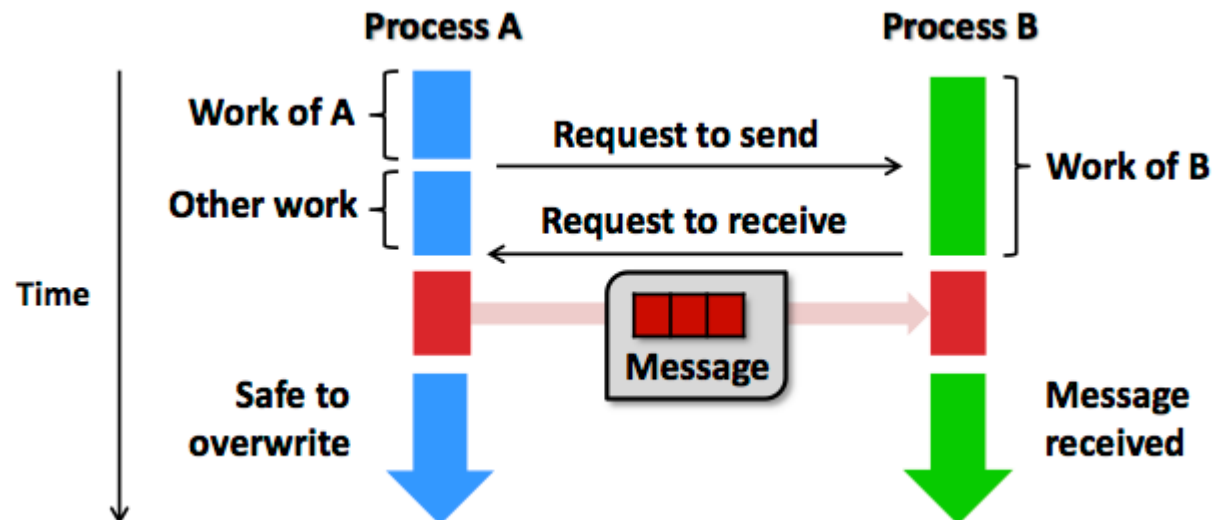 Process A
Process B
Work of A
Request to send
Work of B
Other work
Request to receive
Time
Message
Safe to
overwrite
Message
received